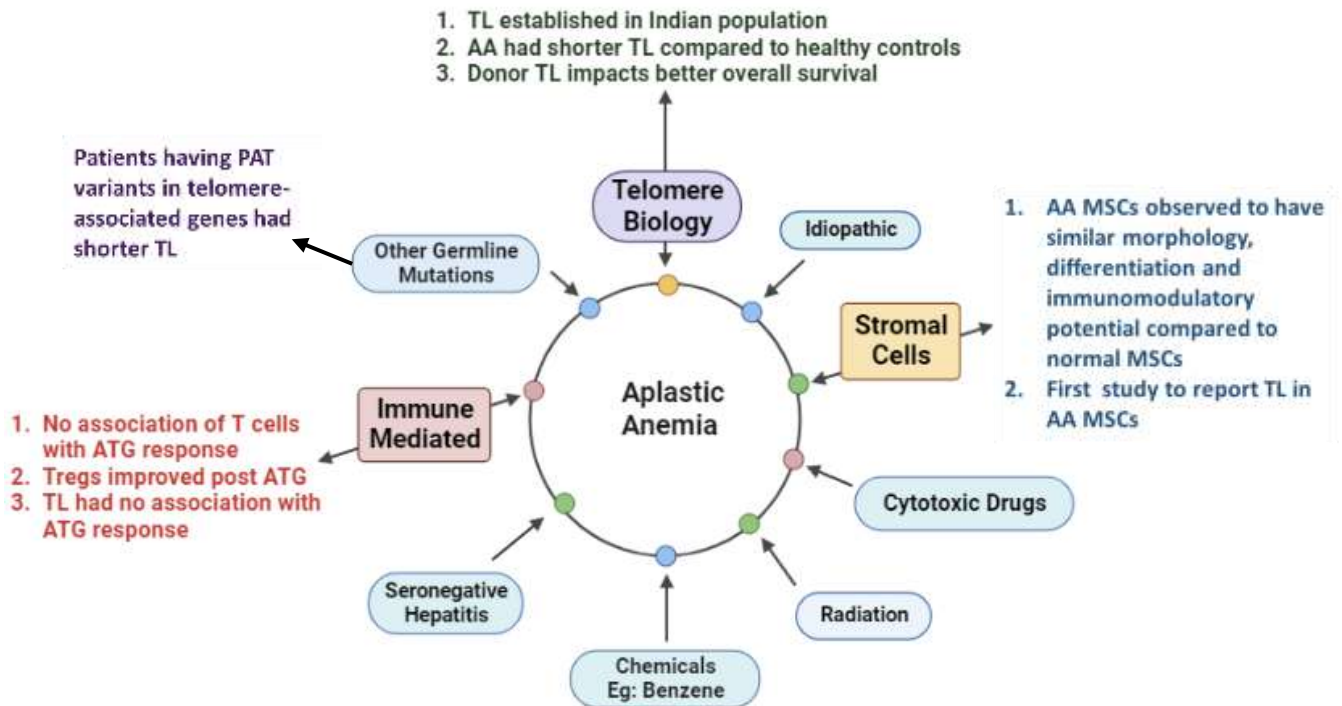 1. TL established in Indian population
2. AA had shorter TL compared to healthy controls
3. Donor TL impacts better overall survival
Patients having PAT
variants in telomere-
associated genes had
shorter TL
Telomere
Biology
Idiopathic
Other Germline
Mutations
1. AA MSCs observed to have
similar morphology,
differentiation and
immunomodulatory
potential compared to
normal MSCs
2. First study to report TL in
AA MSCs
Stromal
Cells
Aplastic
Anemia
Immune
Mediated
1. No association of T cells
with ATG response
2. Tregs improved post ATG
3. TL had no association with
ATG response
Cytotoxic Drugs
Seronegative
Hepatitis
Radiation
Chemicals
Eg: Benzene